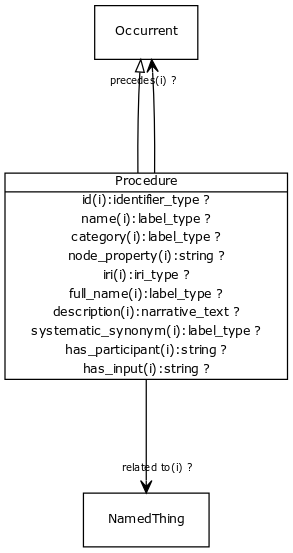 Occurrent
precedes(i) ?
Procedure
id(i):identifier_type ?
name(i):label_type ?
category(i):label_type ?
node_property(i):string ?
iri(i):iri_type ?
full_name(i):label_type ?
description(i):narrative_text ?
systematic_synonym(i):label_type ?
has_participant(i):string ?
has_input(i):string ?
related to(i) ?
NamedThing